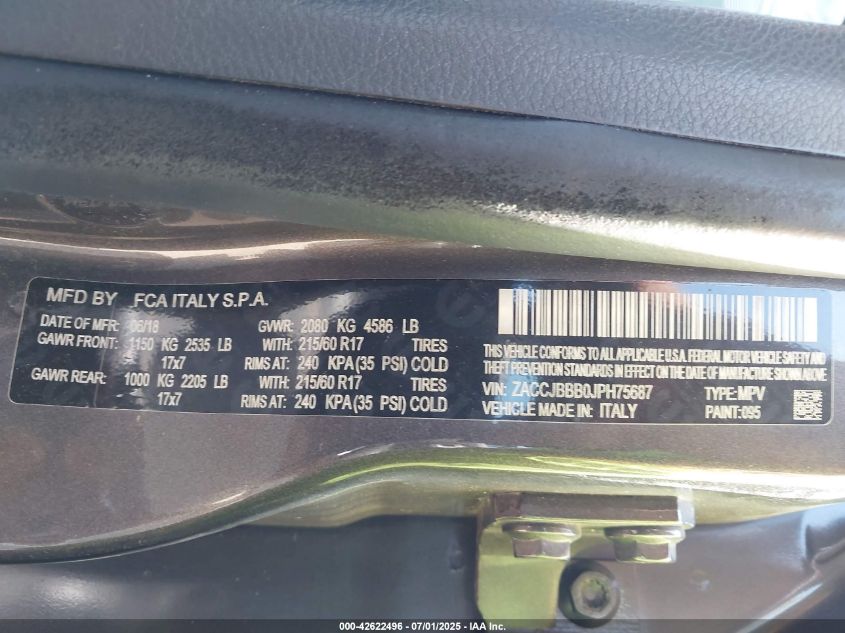 MFD BY FCA ITALY S.P.A.
DATE OF MFR: 06/18 GVWR: 2080 KG 4586 LB
GAWR FRONT: 1150 KG 2535 LB WITH: 215/60 R17 TIRES
17x7 RIMS AT: 240 KPA(35 PSI) COLD
GAWR REAR: 1000 KG 2205 LB WITH: 215/60 R17 TIRES
17x7 RIMS AT: 240 KPA(35 PSI) COLD
THIS VEHICLE CONFORMS TO ALL APPLICABLE U.S.A. FEDERAL MOTOR VEHICLE SAFETY AND
THEFT PREVENTION STANDARDS IN EFFECT ON THE DATE OF MANUFACTURE SHOWN ABOVE.
VIN: ZACCJBBB0JPH75687 TYPE:MPV
VEHICLE MADE IN: ITALY PAINT:095
000-42622496 - 07/01/2025 - IAAI.COM